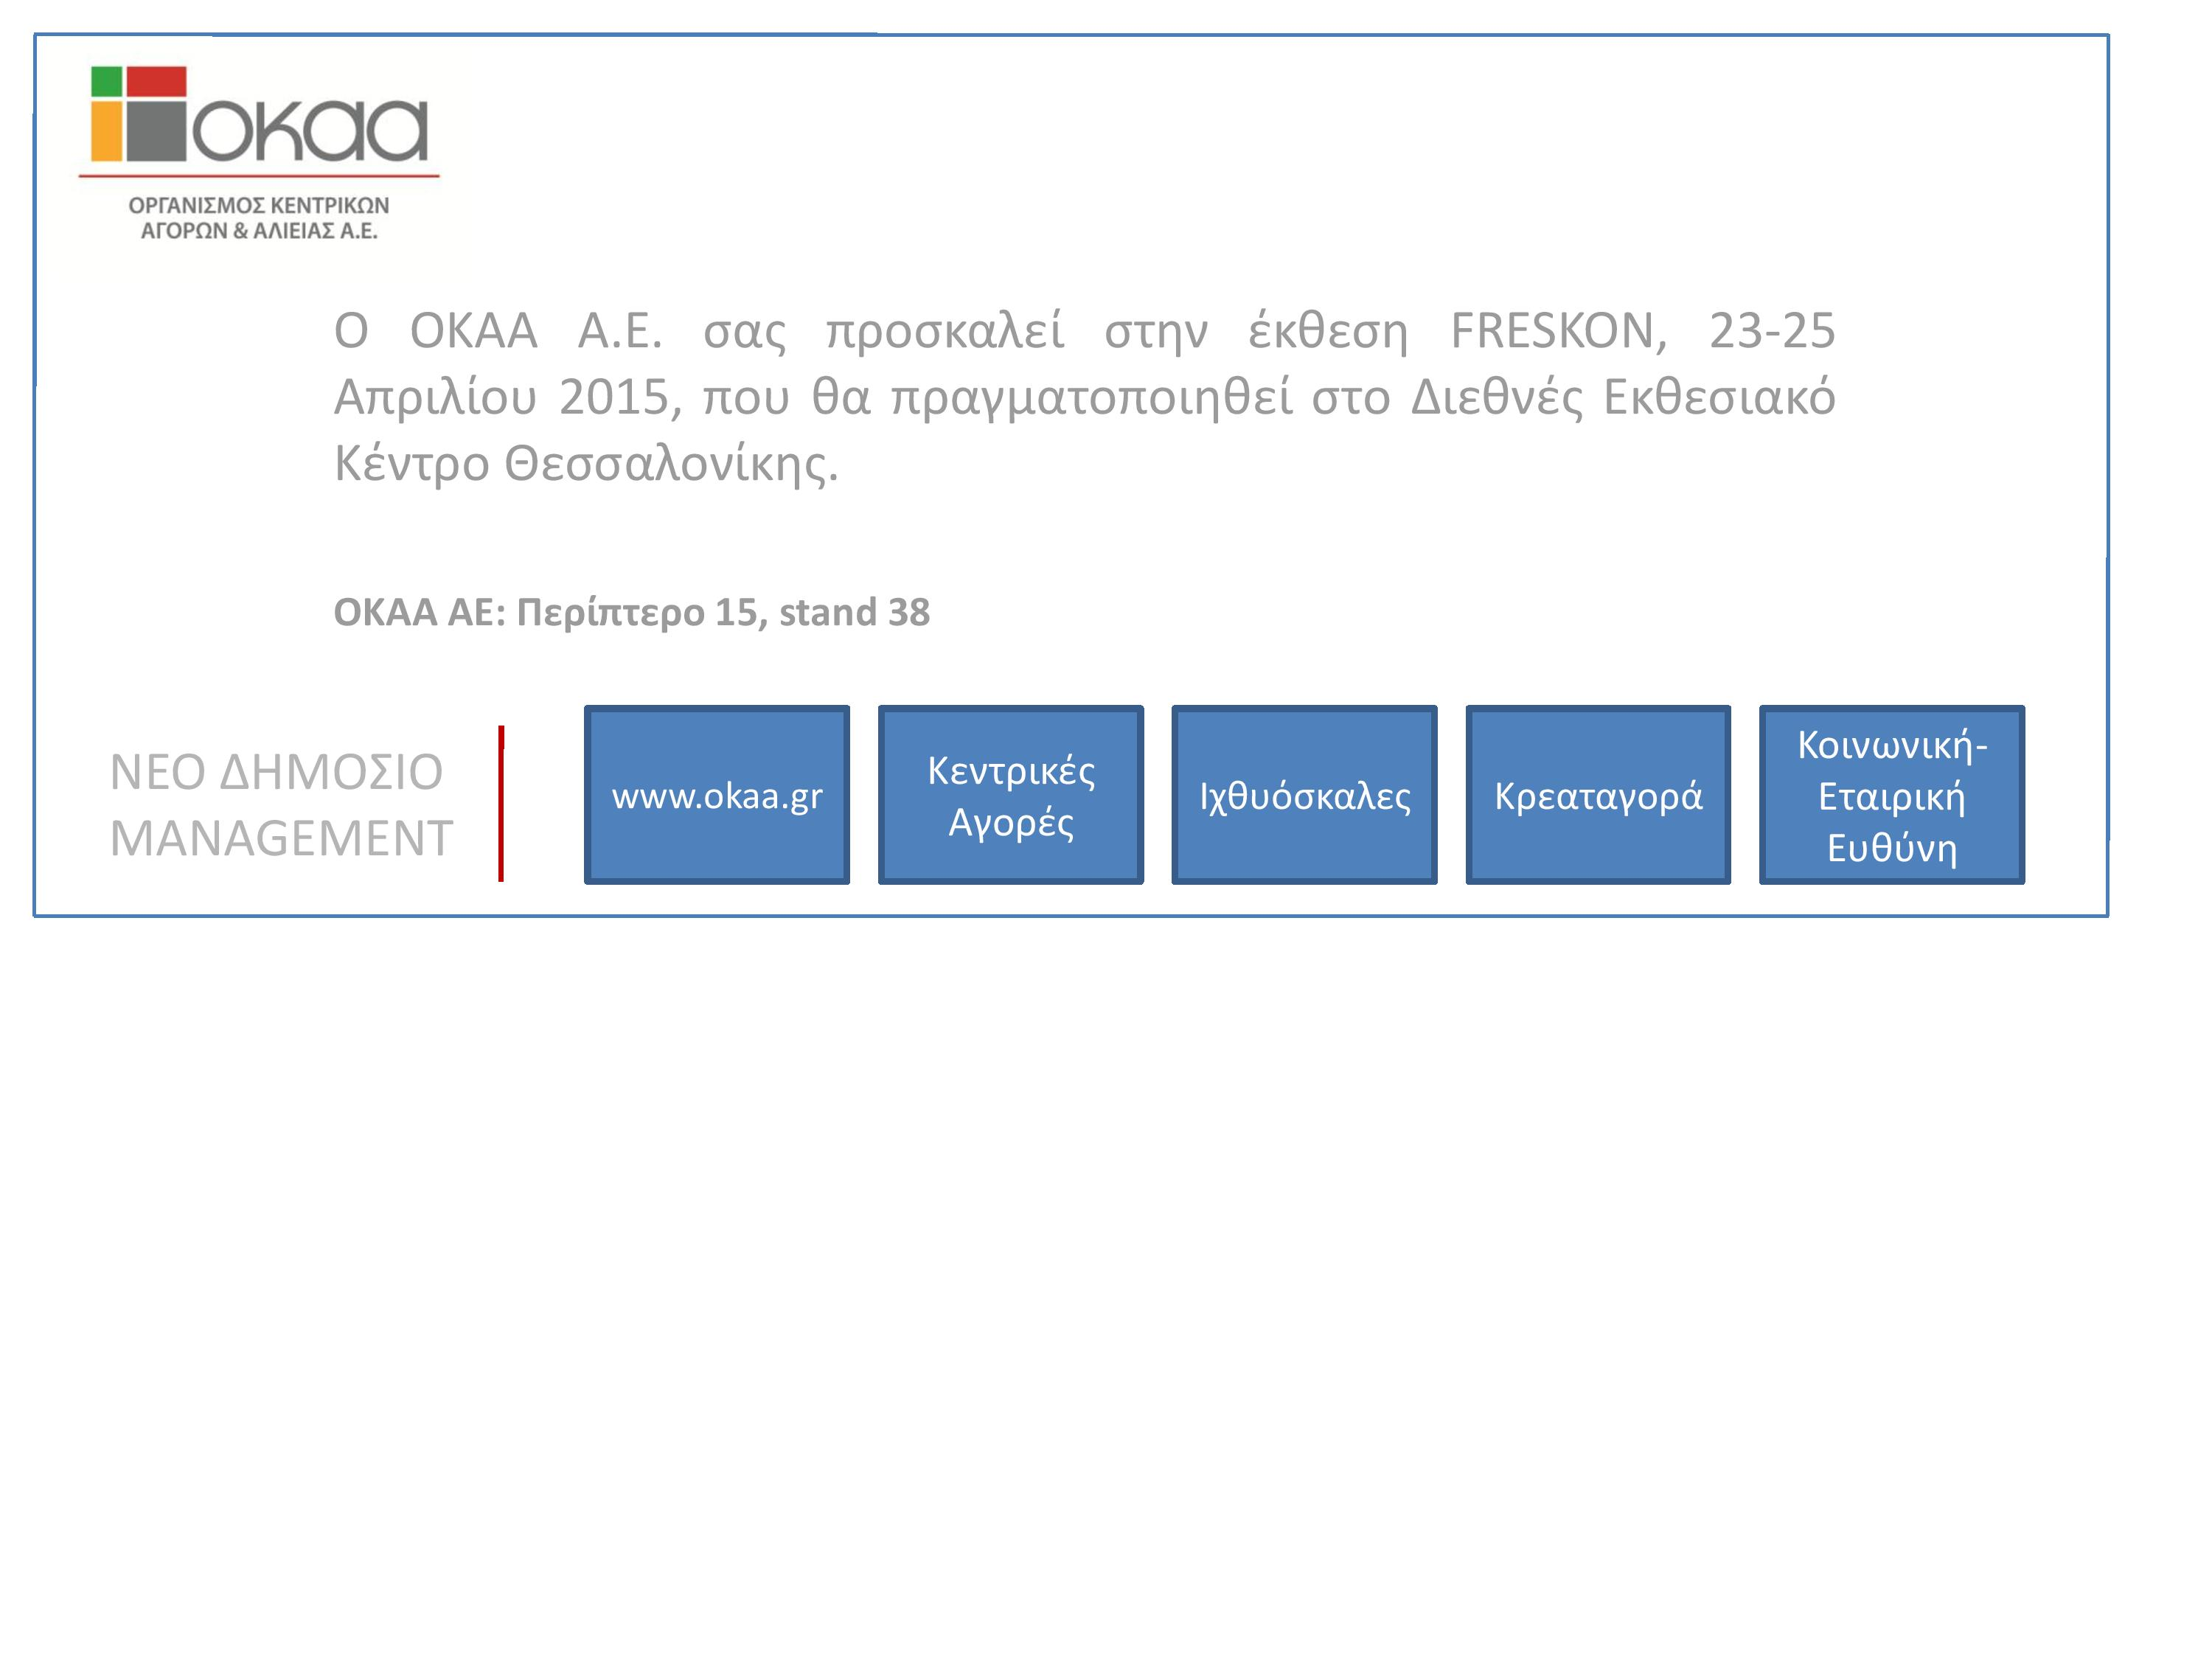 οκαα
ΟΡΓΑΝΙΣΜΟΣ ΚΕΝΤΡΙΚΩΝ
ΑΓΟΡΩΝ & ΑΛΙΕΙΑΣ Α.Ε.
Ο ΟΚΑΑ Α.Ε. σας προσκαλεί στην έκθεση FRESKON, 23-25
Απριλίου 2015, που θα πραγματοποιηθεί στο Διεθνές Εκθεσιακό
Κέντρο Θεσσαλονίκης.
ΟΚΑΑ ΑΕ: Περίπτερο 15, stand 38
ΝΕΟ ΔΗΜΟΣΙΟ
MANAGEMENT
www.okaa.gr
Κεντρικές
Αγορές
Ιχθυόσκαλες
Κρεαταγορά
Κοινωνική-
Εταιρική
Ευθύνη